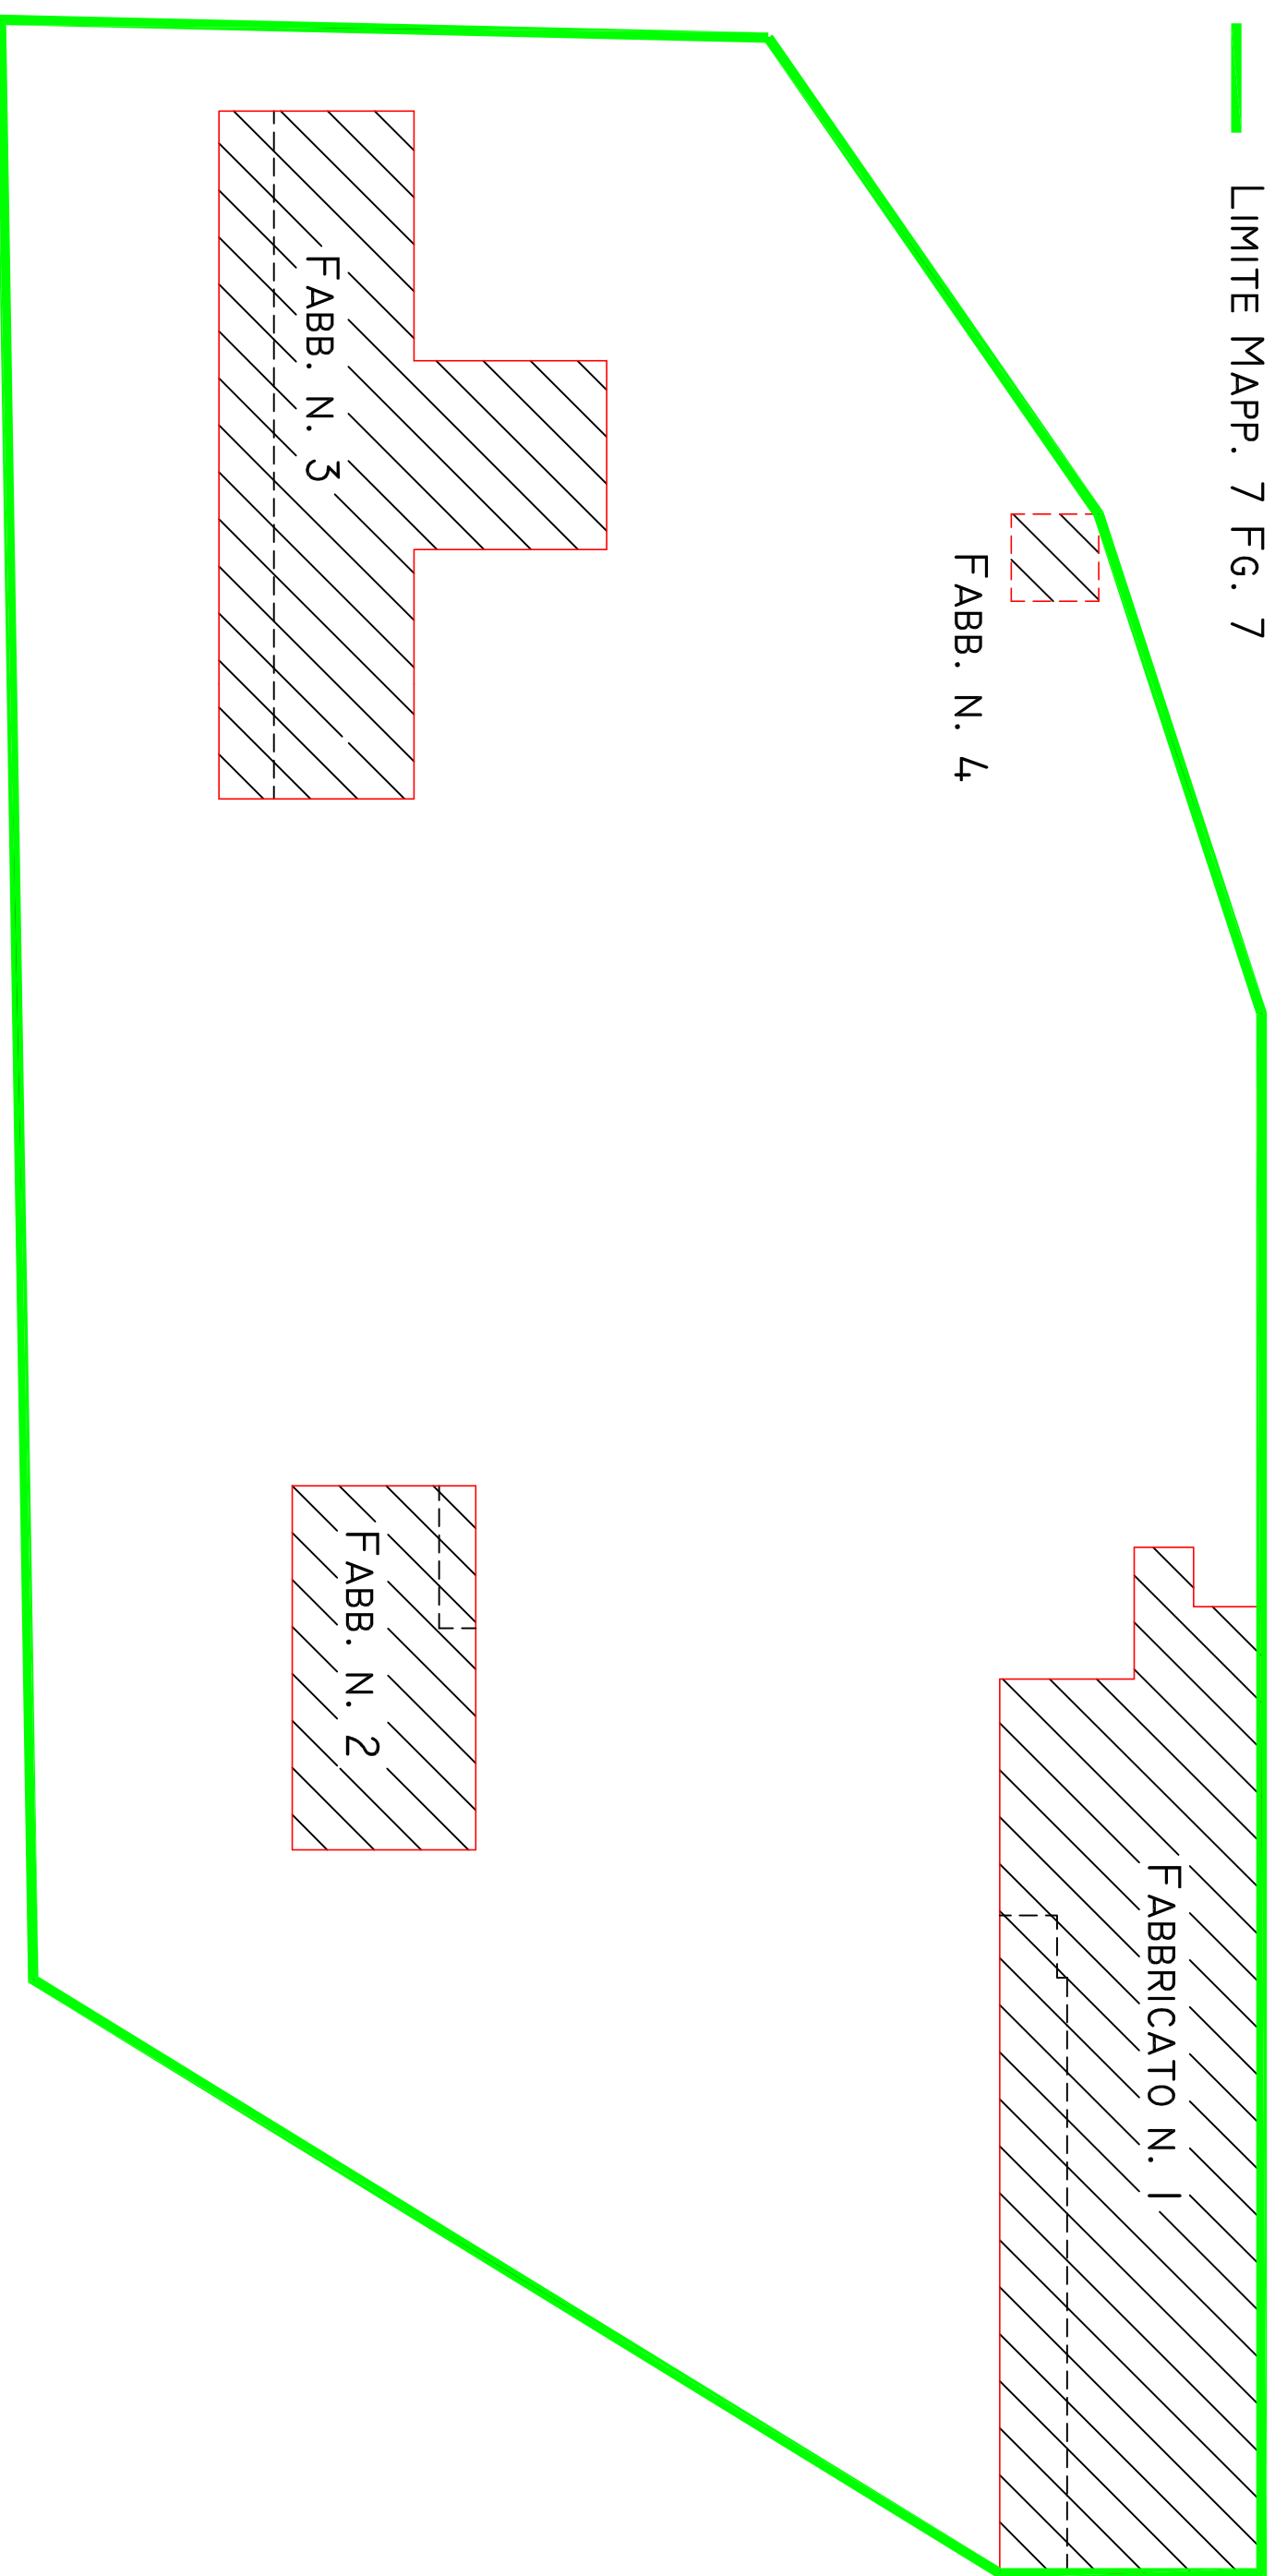 LIMITE MAPP. 7 FG. 7
FABB. N. 4
FABB. N. 3
FABBRICATO N. 1
FABB. N. 2